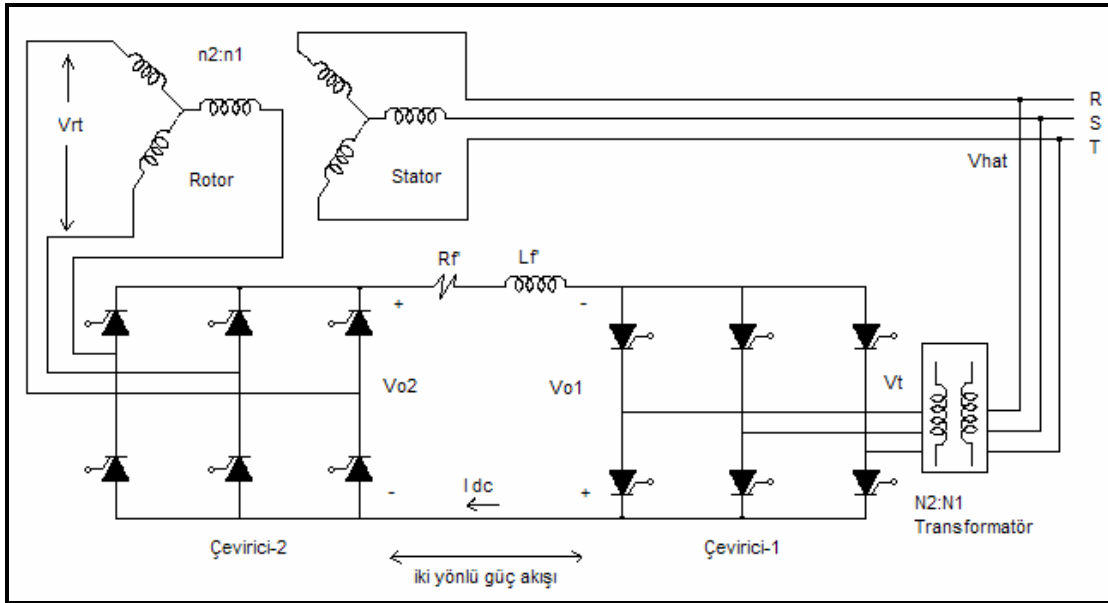 n2:n1
Vrt
Rotor
Stator
R
S
T
Vhat
Rf
Lf
+
-
Vo2
Vo1
Vt
-
I dc
+
N2:N1
Transformatör
Çevirici-2
Çevirici-1
iki yönlü güç akışı